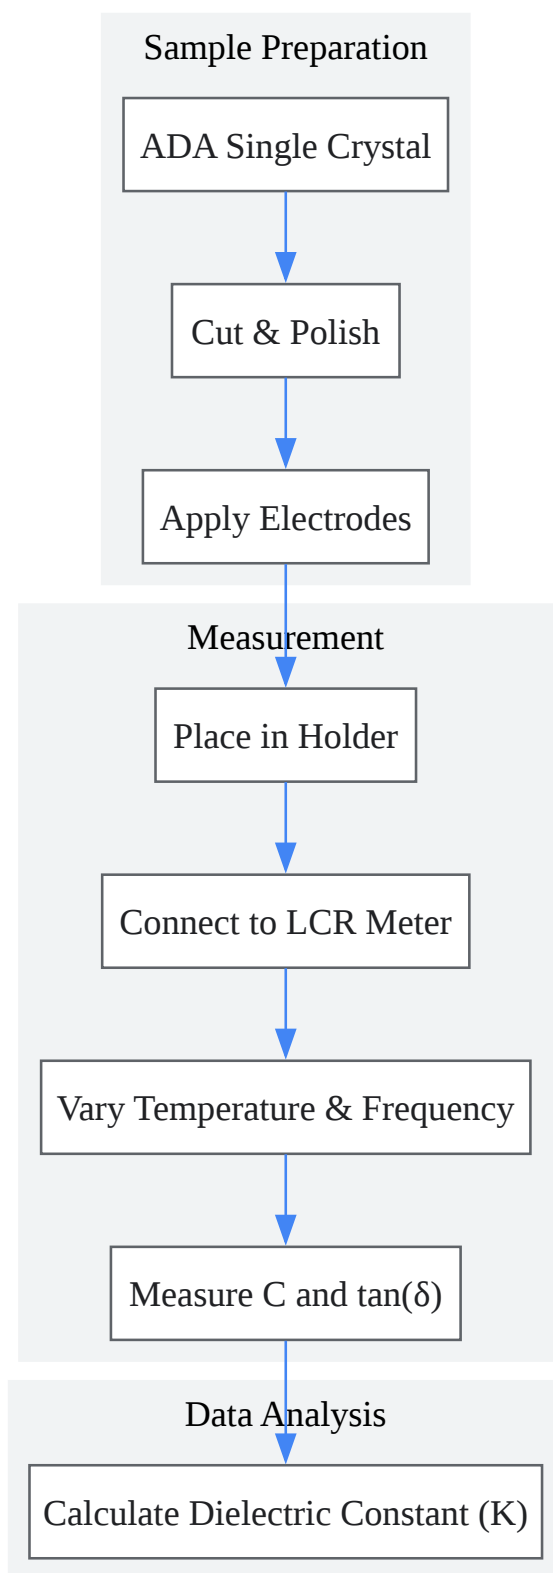 Sample Preparation
ADA Single Crystal
Cut & Polish
Apply Electrodes
Measurement
Place in Holder
Connect to LCR Meter
Vary Temperature & Frequency
Measure C and tan(δ)
Data Analysis
Calculate Dielectric Constant (K)